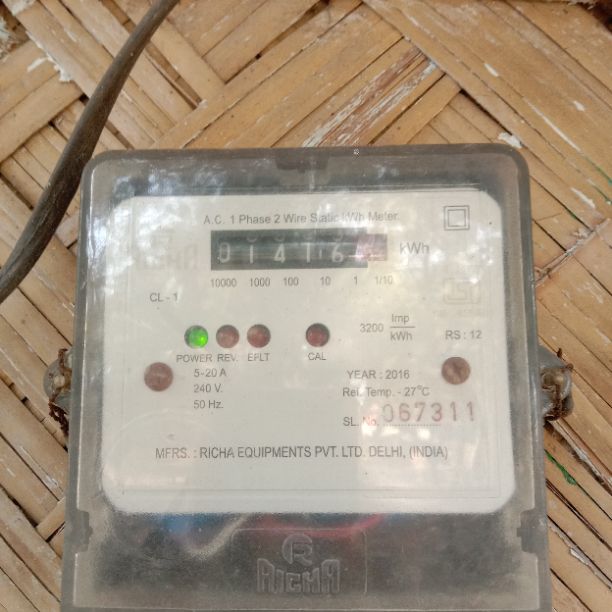 A.C. 1 Phase 2 Wire Static kWh Meter.
01416 kWh
10000 1000 100 10 1 1/10
CL - 1
3200 Imp/kWh
RS : 12
POWER REV. EFLT CAL
5-20 A
240 V.
50 Hz.
YEAR : 2016
Ref. Temp. - 27°C
SL. No. 067311
MFRS. : RICHA EQUIPMENTS PVT. LTD. DELHI, (INDIA)
R
RICHA